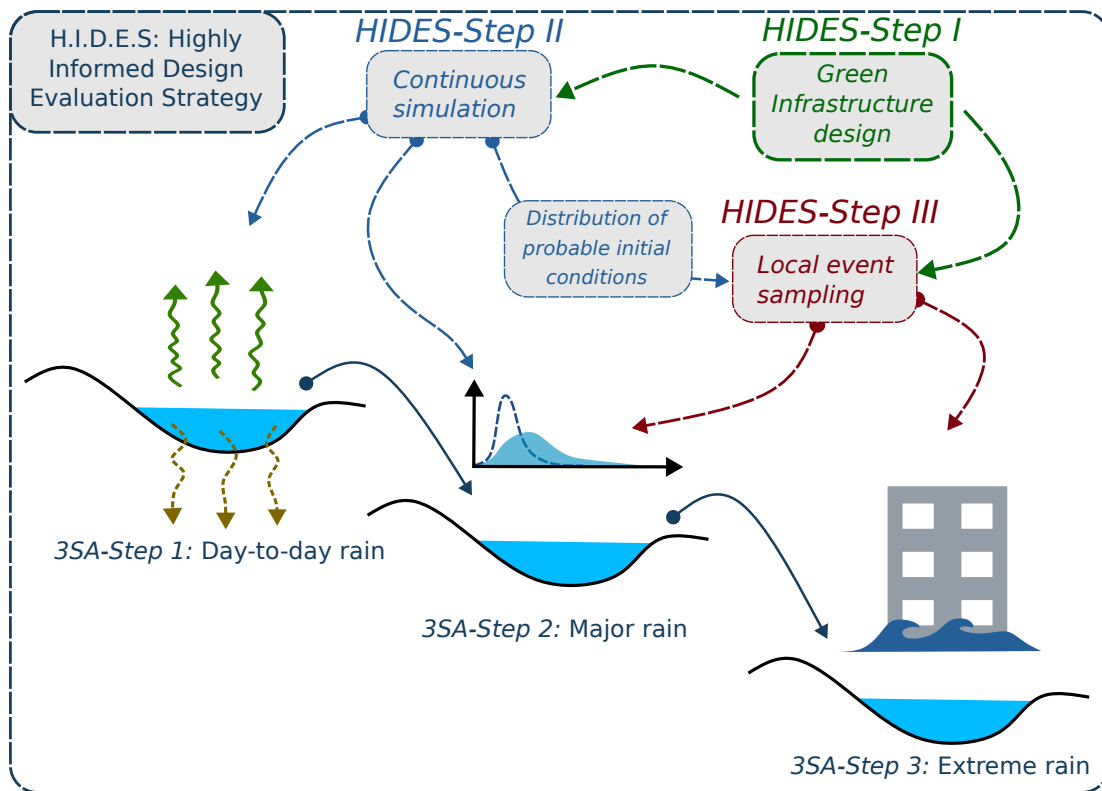 H.I.D.E.S: Highly
Informed Design
Evaluation Strategy
HIDES-Step II
Continuous
simulation
HIDES-Step I
Green
Infrastructure
design
Distribution of
probable initial
conditions
HIDES-Step III
Local event
sampling
3SA-Step 1: Day-to-day rain
3SA-Step 2: Major rain
3SA-Step 3: Extreme rain